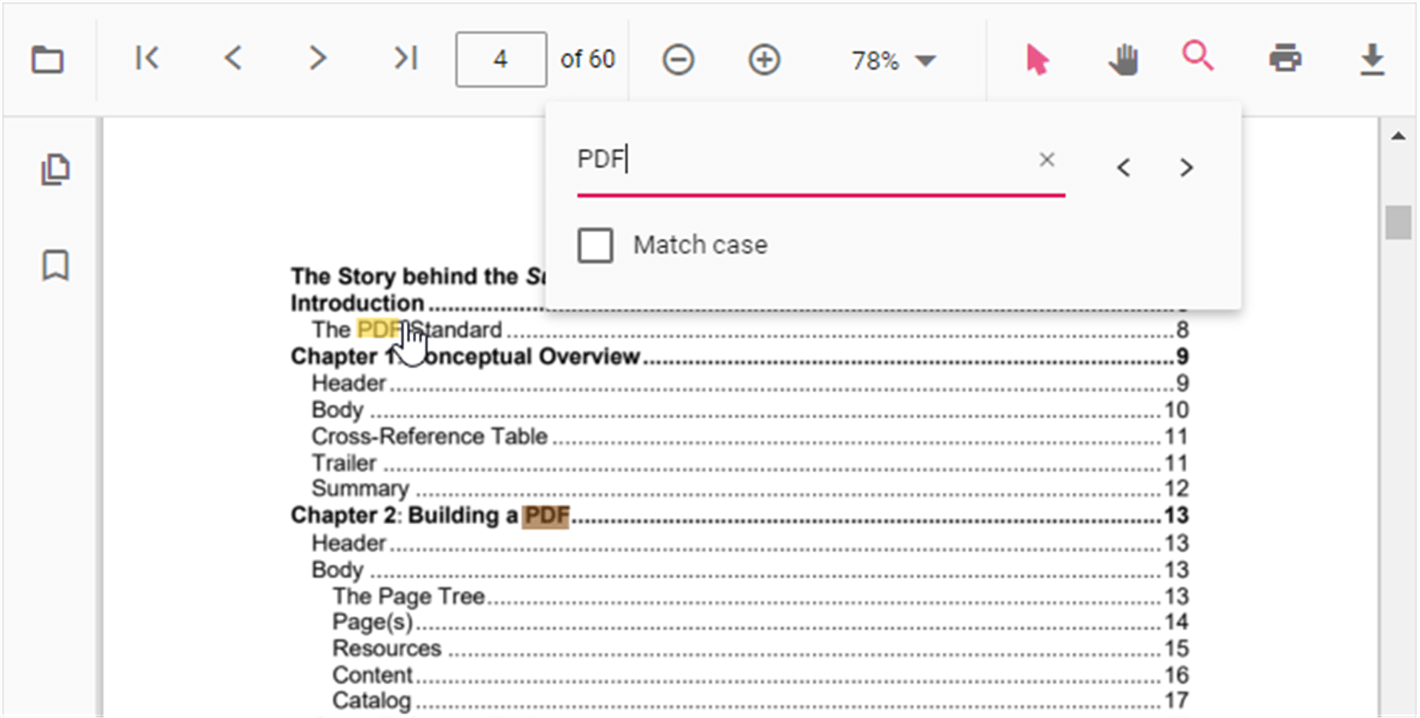 4 of 60 78%
PDF
Match case
The Story behind the
Introduction ........................
The PDF Standard ........................ 8
Chapter 1: Conceptual Overview ........................ 9
Header ........................ 9
Body ........................ 10
Cross-Reference Table ........................ 11
Trailer ........................ 11
Summary ........................ 12
Chapter 2: Building a PDF ........................ 13
Header ........................ 13
Body ........................ 13
The Page Tree ........................ 13
Page(s) ........................ 14
Resources ........................ 15
Content ........................ 16
Catalog ........................ 17